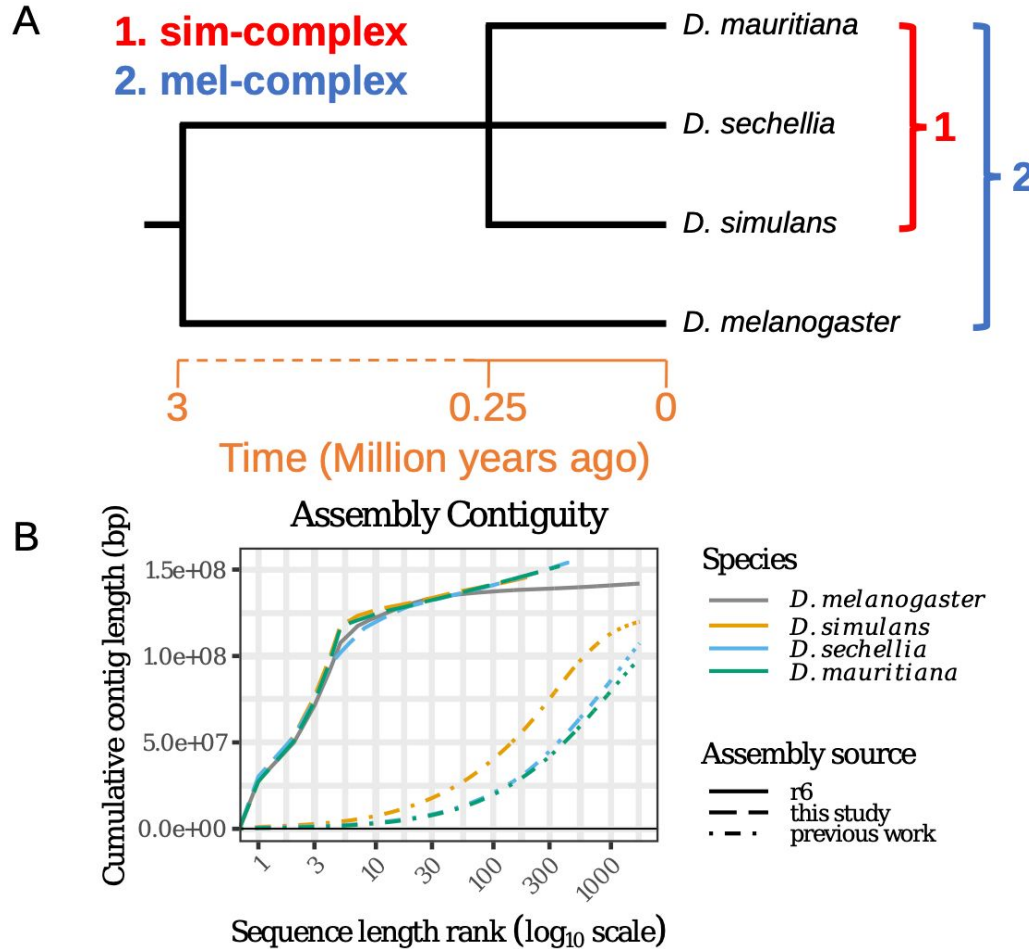 A
1. sim-complex
2. mel-complex
D. mauritiana
D. sechellia
D. simulans
D. melanogaster
1
2
3 0.25 0
Time (Million years ago)
B
Assembly Contiguity
Cumulative contig length (bp)
1.5e+08
1.0e+08
5.0e+07
0.0e+00
1 3 10 30 100 300 1000
Sequence length rank (log10 scale)
Species
D. melanogaster
D. simulans
D. sechellia
D. mauritiana
Assembly source
r6
this study
previous work